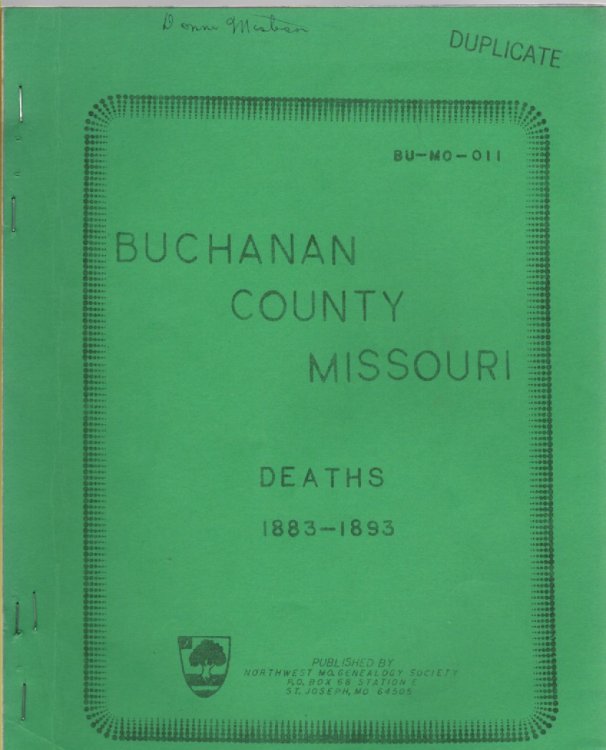 DUPLICATE
BU-MO-011
BUCHANAN
COUNTY
MISSOURI
DEATHS
1883-1893
PUBLISHED BY
NORTHWEST MO. GENEALOGY SOCIETY
P.O. BOX 68 STATION E
ST. JOSEPH, MO 64505